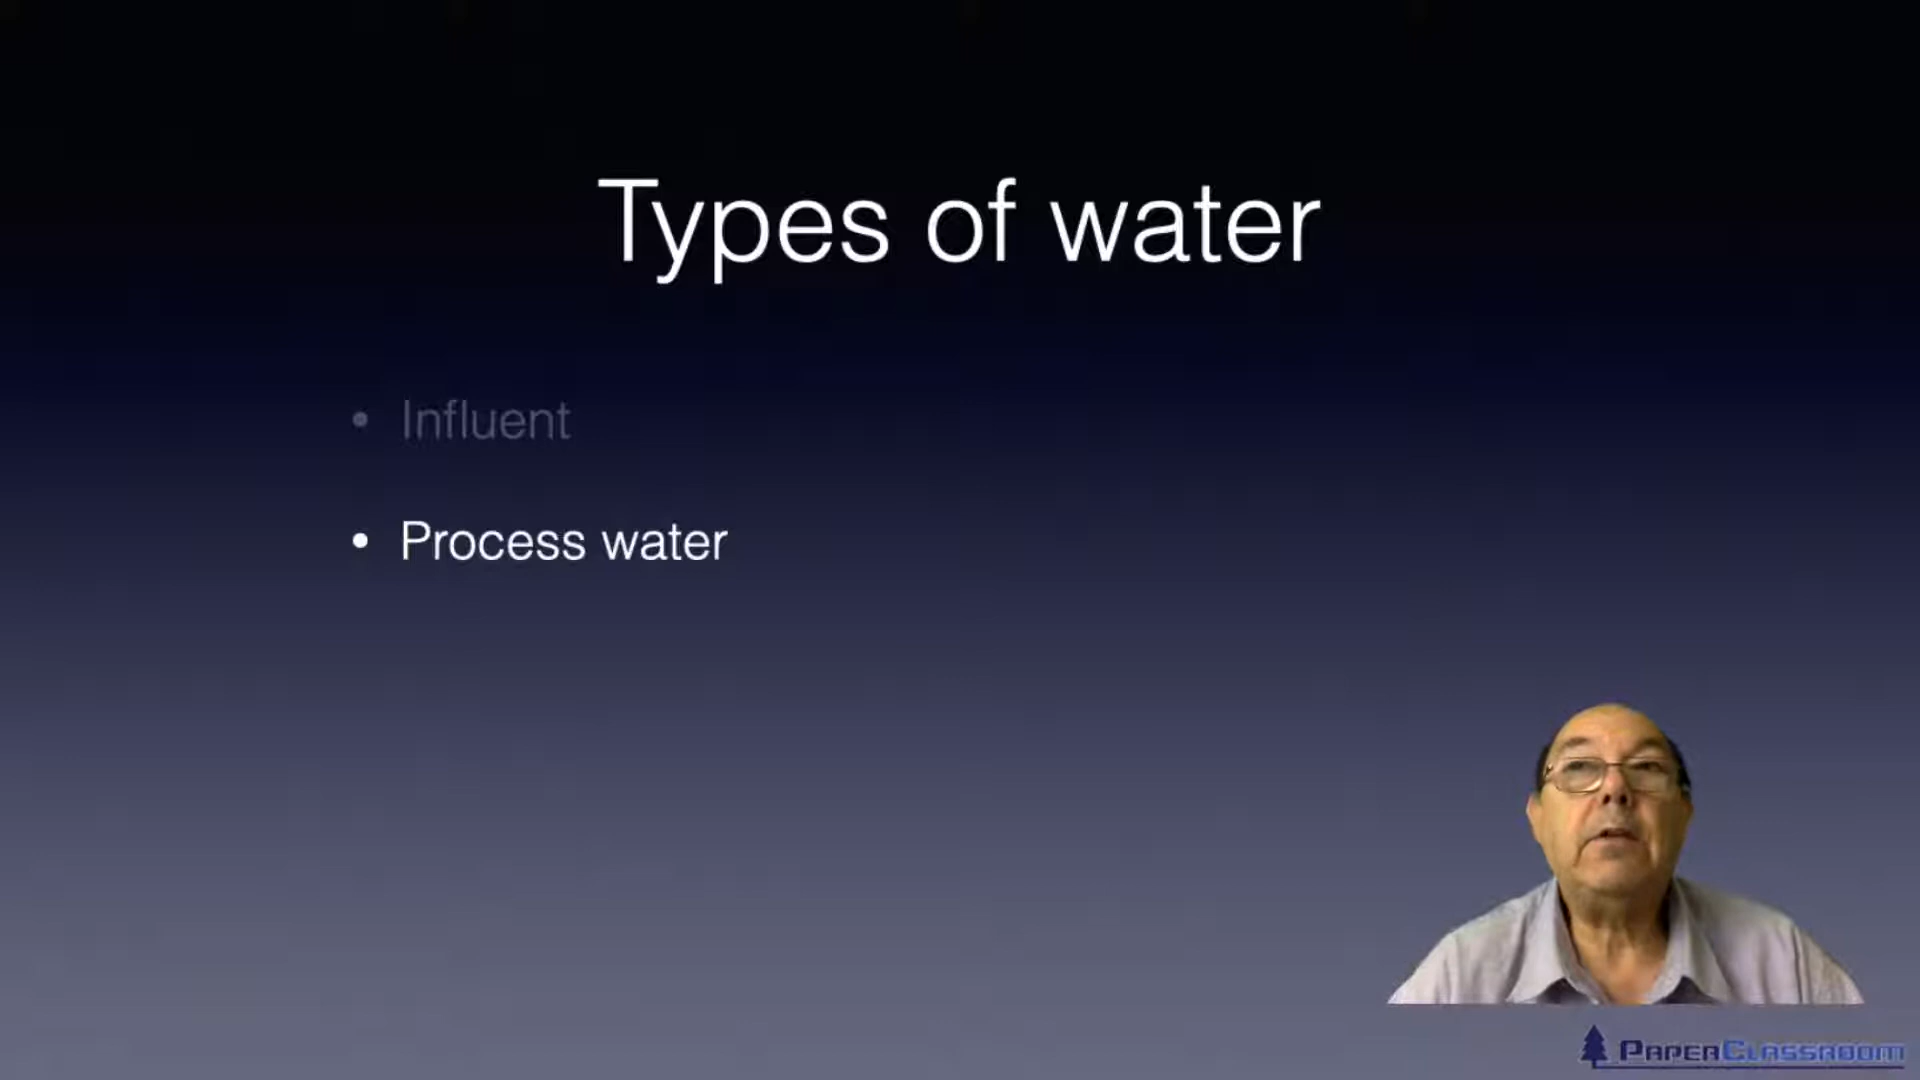 Types of water
• Influent
• Process water
PAPERCLASSROOM